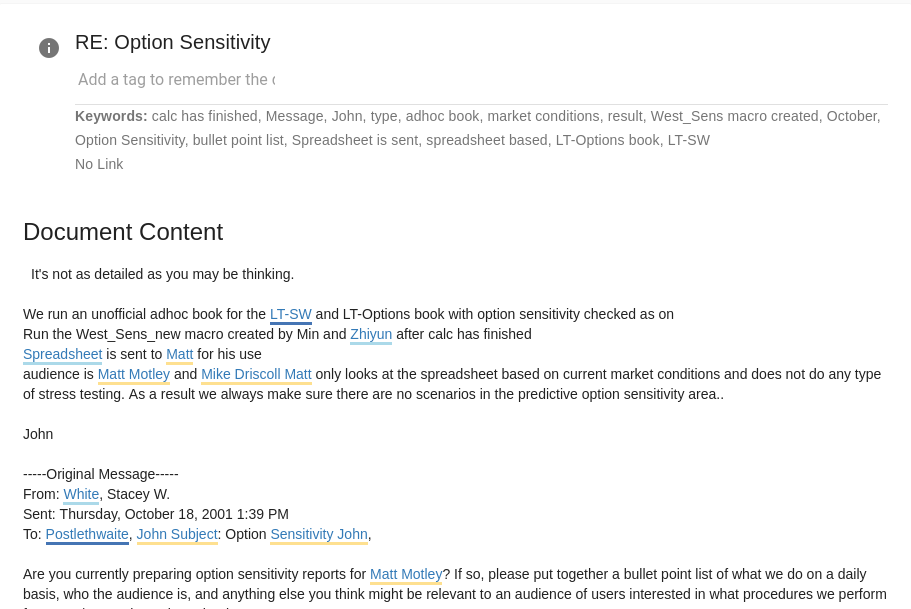 RE: Option Sensitivity
Add a tag to remember the
Keywords: calc has finished, Message, John, type, adhoc book, market conditions, result, West_Sens macro created, October,
Option Sensitivity, bullet point list, Spreadsheet is sent, spreadsheet based, LT-Options book, LT-SW
No Link
Document Content
It's not as detailed as you may be thinking.
We run an unofficial adhoc book for the LT-SW and LT-Options book with option sensitivity checked as on
Run the West_Sens_new macro created by Min and Zhiyun after calc has finished
Spreadsheet is sent to Matt for his use
audience is Matt Motley and Mike Driscoll Matt only looks at the spreadsheet based on current market conditions and does not do any type
of stress testing. As a result we always make sure there are no scenarios in the predictive option sensitivity area..
John
-----Original Message-----
From: White, Stacey W.
Sent: Thursday, October 18, 2001 1:39 PM
To: Postlethwaite, John Subject: Option Sensitivity John,
Are you currently preparing option sensitivity reports for Matt Motley? If so, please put together a bullet point list of what we do on a daily
basis, who the audience is, and anything else you think might be relevant to an audience of users interested in what procedures we perform